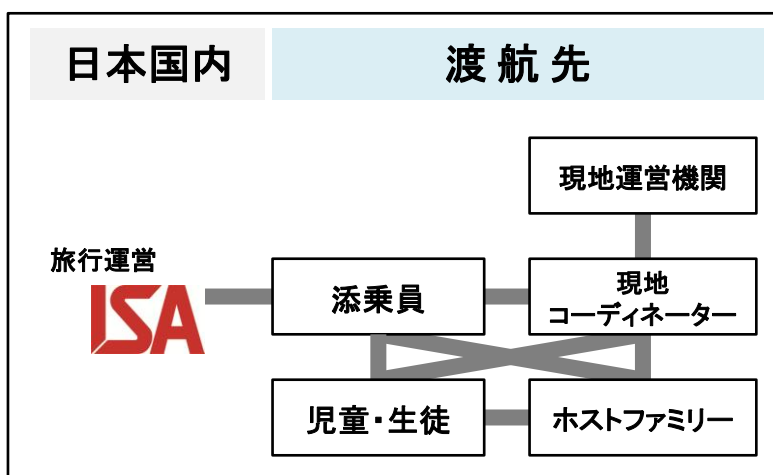 日本国内
渡航先
現地運営機関
旅行運営
ISA
添乗員
現地
コーディネーター
児童・生徒
ホストファミリー